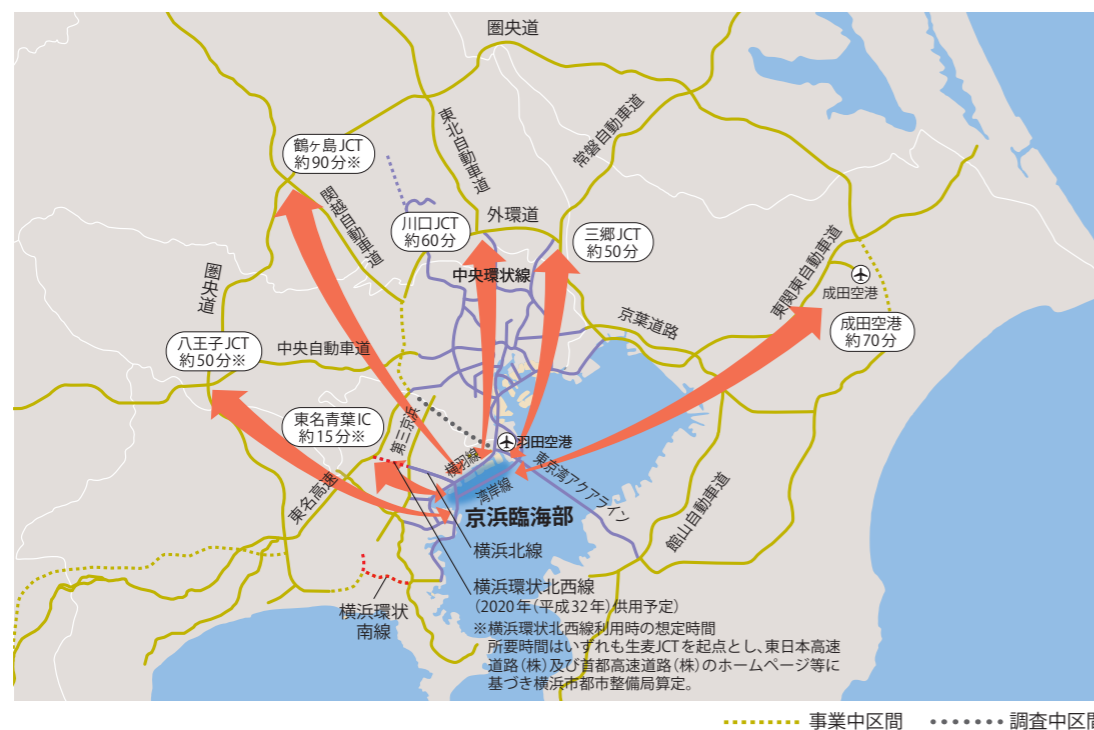 圏央道
東北自動車道
常磐自動車道
鶴ヶ島JCT
約90分※
関越自動車道
川口JCT
約60分
外環道
三郷JCT
約50分
中央環状線
東関東自動車道
成田空港
成田空港
約70分
圏央道
京葉道路
八王子JCT
約50分※
中央自動車道
東名青葉IC
約15分※
第三京浜
羽田空港
横羽線
湾岸線
東京湾アクアライン
東名高速
京浜臨海部
館山自動車道
横浜北線
横浜環状北西線
（2020年（平成32年）供用予定）
横浜環状
南線
※横浜環状北西線利用時の想定時間
所要時間はいずれも生麦JCTを起点とし、東日本高速
道路（株）及び首都高速道路（株）のホームページ等に
基づき横浜市都市整備局算定。
事業中区間
調査中区間